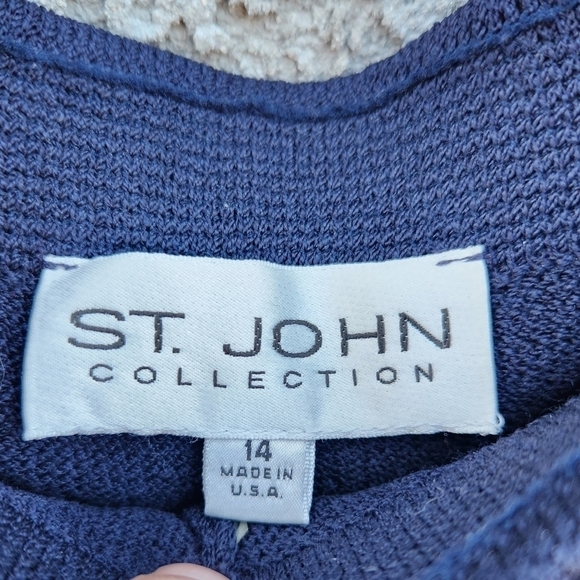 ST. JOHN
COLLECTION
14
MADE IN
U.S.A.